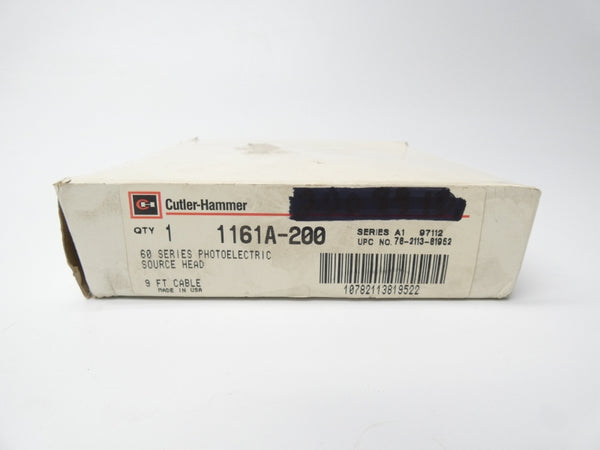 Cutler-Hammer
QTY 1 1161A-200 SERIES A1 97112
UPC NO. 78-2113-81952
60 SERIES PHOTOELECTRIC
SOURCE HEAD
9 FT CABLE
MADE IN USA
10782113819522